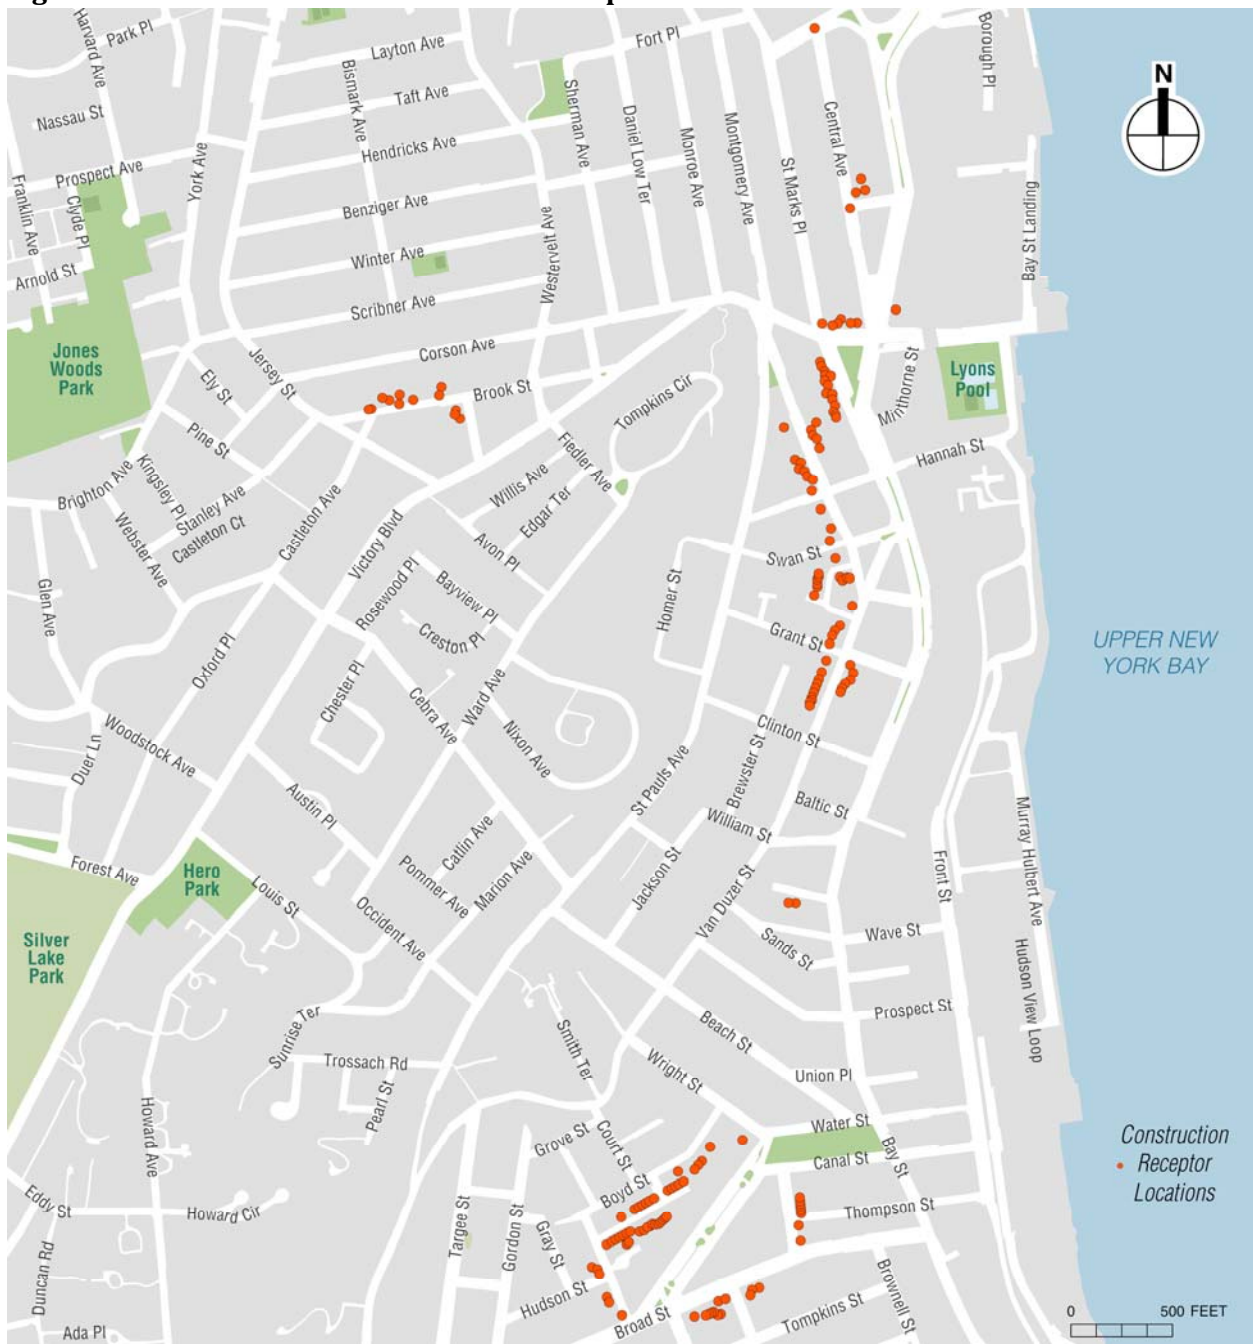 Park Pl
Harvard Ave
Layton Ave
Fort Pl
Borough Pl
N
Bismark Ave
Taft Ave
Sherman Ave
Nassau St
Daniel Low Ter
Central Ave
Hendricks Ave
Monroe Ave
Montgomery Ave
St Marks Pl
York Ave
Prospect Ave
Franklin Ave
Clyde Pl
Benziger Ave
Westervelt Ave
Bay St Landing
Arnold St
Winter Ave
Scribner Ave
Jones
Woods
Park
Jersey St
Corson Ave
Minthorne St
Lyons
Pool
Ely St
Brook St
Tompkins Cir
Pine St
Fiedler Ave
Hannah St
Brighton Ave
Kingsley Pl
Stanley Ave
Castleton Ct
Castleton Ave
Victory Blvd
Willis Ave
Edgar Ter
Webster Ave
Avon Pl
Swan St
Glen Ave
Rosewood Pl
Bayview Pl
Homer St
Creston Pl
Grant St
UPPER NEW
YORK BAY
Oxford Pl
Chester Pl
Ward Ave
Cebra Ave
Nixon Ave
Clinton St
Duer Ln
Woodstock Ave
St Pauls Ave
Brewster St
Austin Pl
Baltic St
William St
Murray Hulbert Ave
Catlin Ave
Forest Ave
Hero
Park
Louis St
Pommer Ave
Marion Ave
Jackson St
Van Duzer St
Front St
Occident Ave
Silver
Lake
Park
Sands St
Wave St
Hudson View Loop
Sunrise Ter
Prospect St
Smith Ter
Beach St
Trossach Rd
Wright St
Union Pl
Pearl St
Howard Ave
Water St
Grove St
Court St
Canal St
Bay St
Construction
Receptor
Locations
Boyd St
Eddy St
Howard Cir
Targee St
Gordon St
Gray St
Thompson St
Duncan Rd
Hudson St
Brownell St
Broad St
Tompkins St
Ada Pl
0 500 FEET